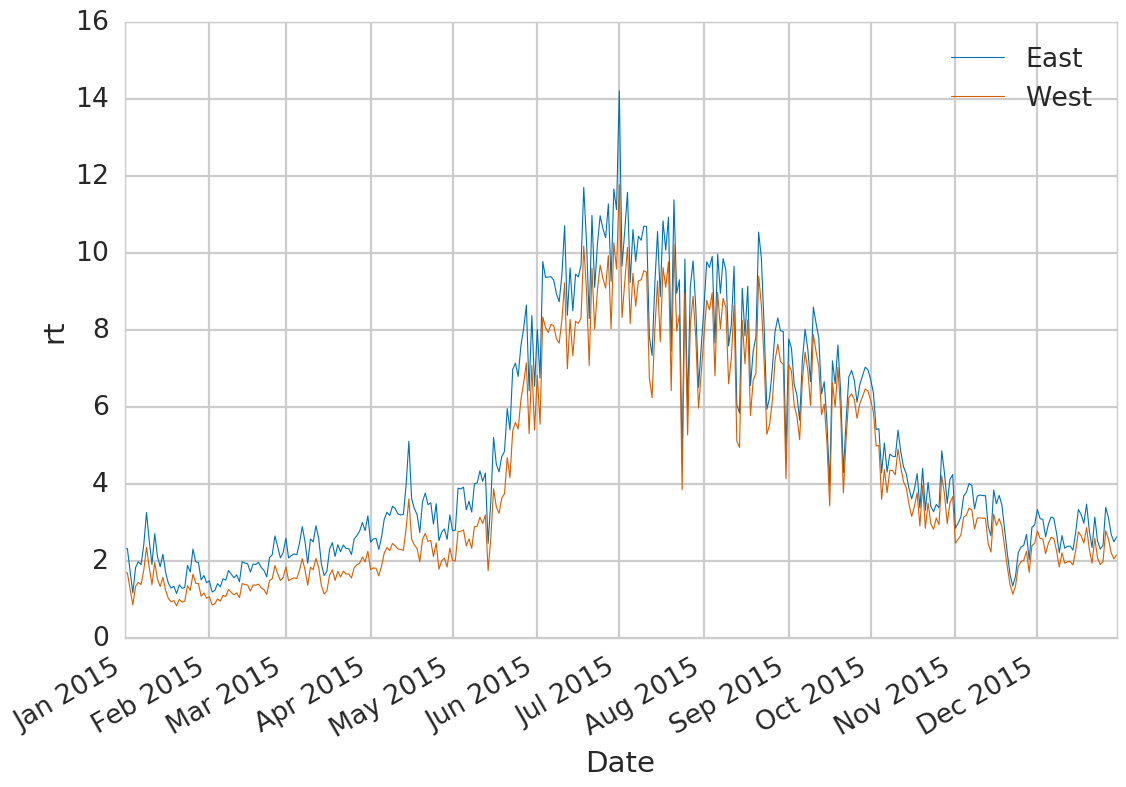 16
14
12
10
8
6
4
2
0
rt
East
West
Jan 2015
Feb 2015
Mar 2015
Apr 2015
May 2015
Jun 2015
Jul 2015
Aug 2015
Sep 2015
Oct 2015
Nov 2015
Dec 2015
Date